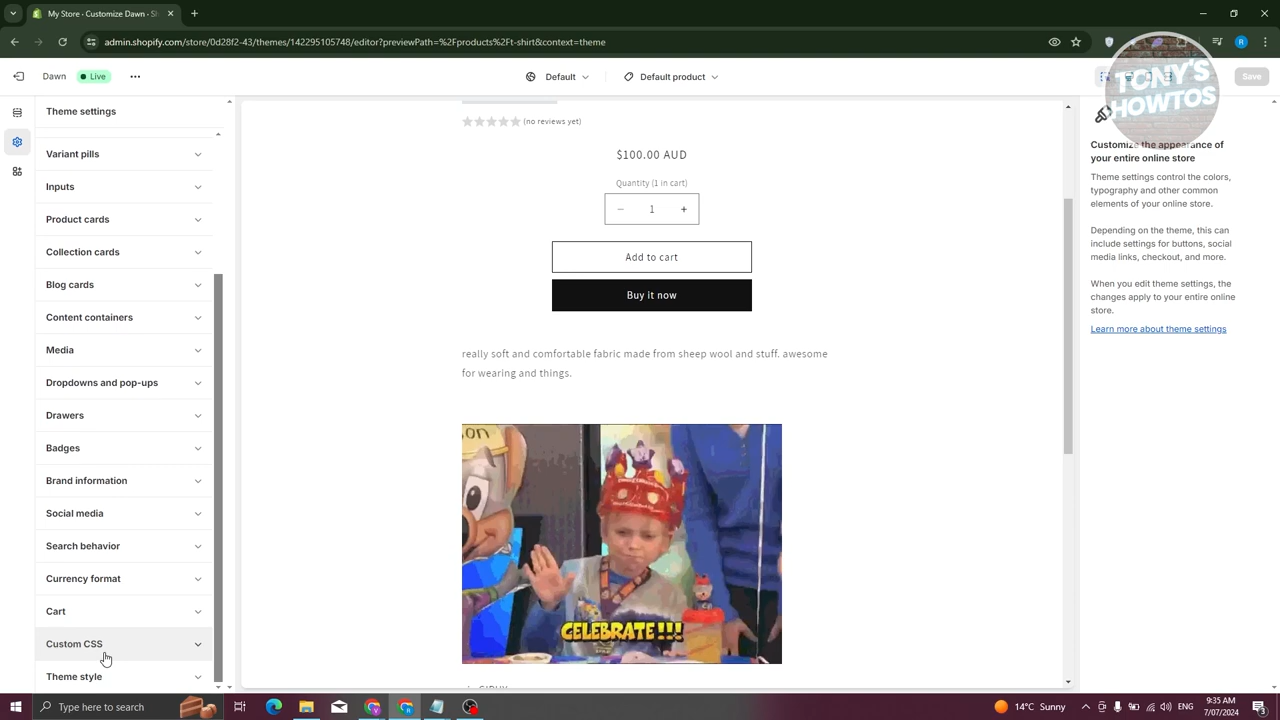 My Store · Customize Dawn · S
admin.shopify.com/store/0d28f2-43/themes/142295105748/editor?previewPath=%2Fproducts%2Ft-shirt&context=theme
Dawn
Live
Default
Default product
Save
TONY'S
HOWTOS
Theme settings
Variant pills
Inputs
Product cards
Collection cards
Blog cards
Content containers
Media
Dropdowns and pop-ups
Drawers
Badges
Brand information
Social media
Search behavior
Currency format
Cart
Custom CSS
Theme style
(no reviews yet)
$100.00 AUD
Quantity (1 in cart)
1
Add to cart
Buy it now
really soft and comfortable fabric made from sheep wool and stuff. awesome
for wearing and things.
CELEBRATE!!!
Customize the appearance of
your entire online store
Theme settings control the colors,
typography and other common
elements of your online store.
Depending on the theme, this can
include settings for buttons, social
media links, checkout, and more.
When you edit theme settings, the
changes apply to your entire online
store.
Learn more about theme settings
Type here to search
14°C Sunny
9:35 AM
7/07/2024